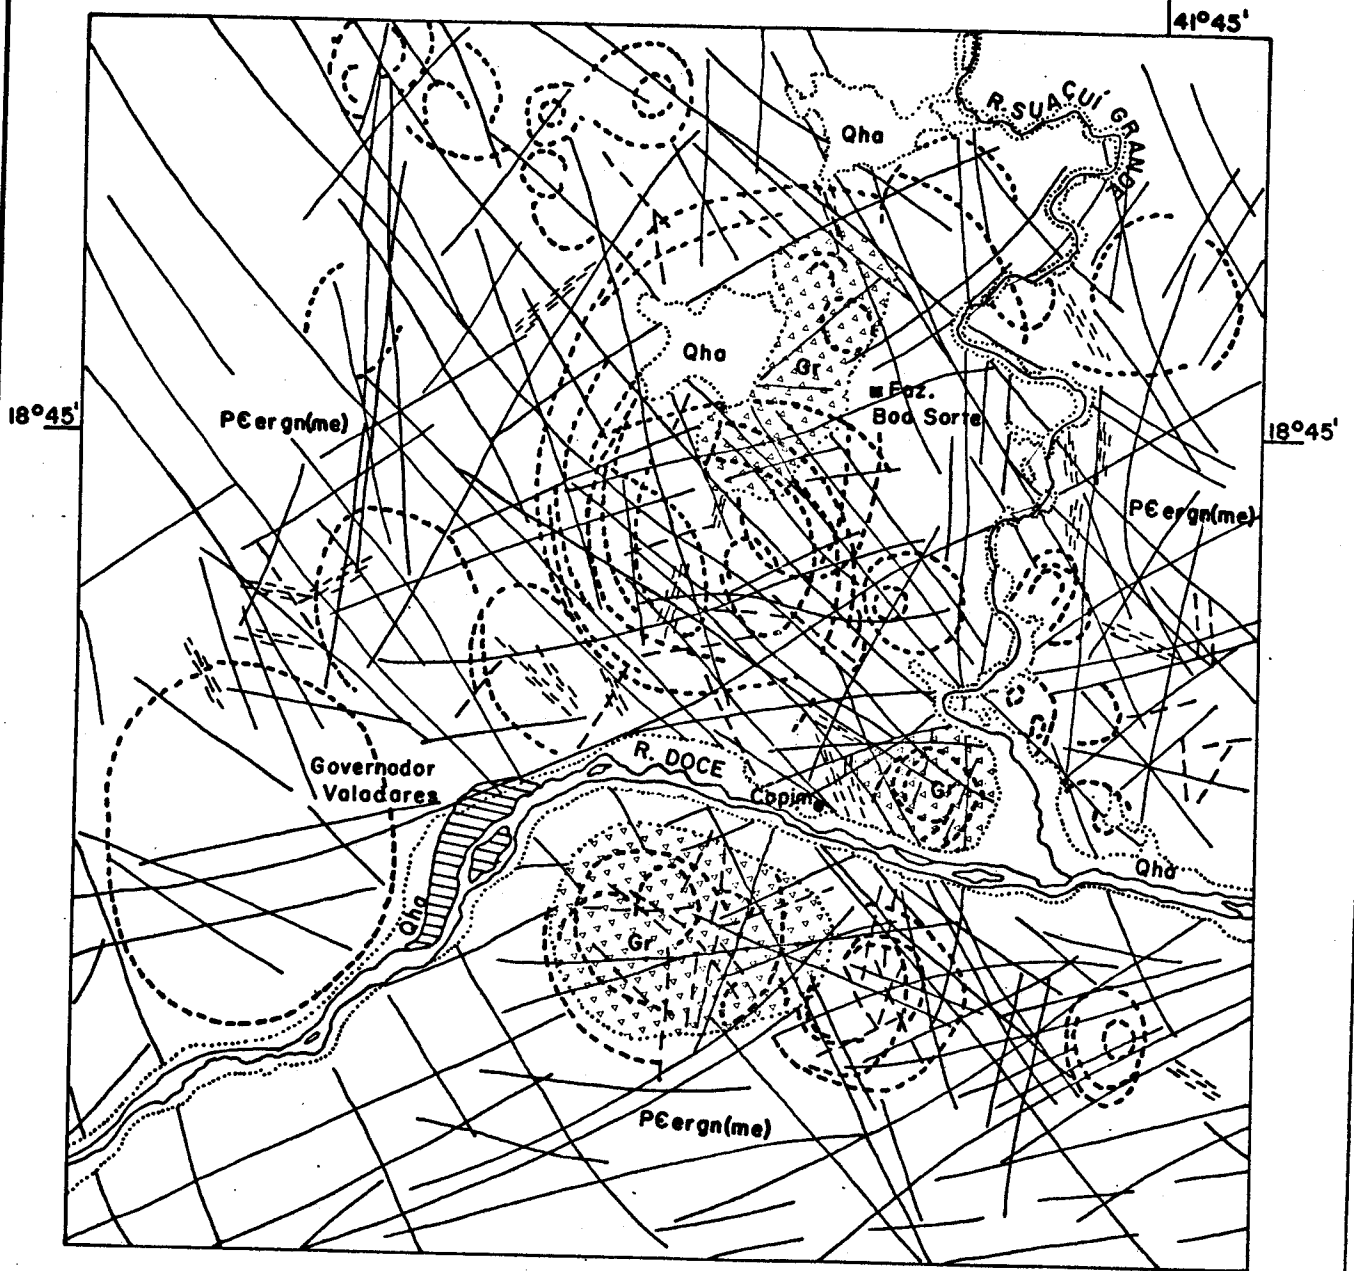 41°45'
R. SUAÇUÍ GRANDE
Qha
Qha
Gr
Faz.
Boa Sorte
18°45'
PЄergn(me)
18°45'
PЄergn(me)
R. DOCE
Governador
Valadares
Gr
Qha
Qha
Gr
PЄergn(me)